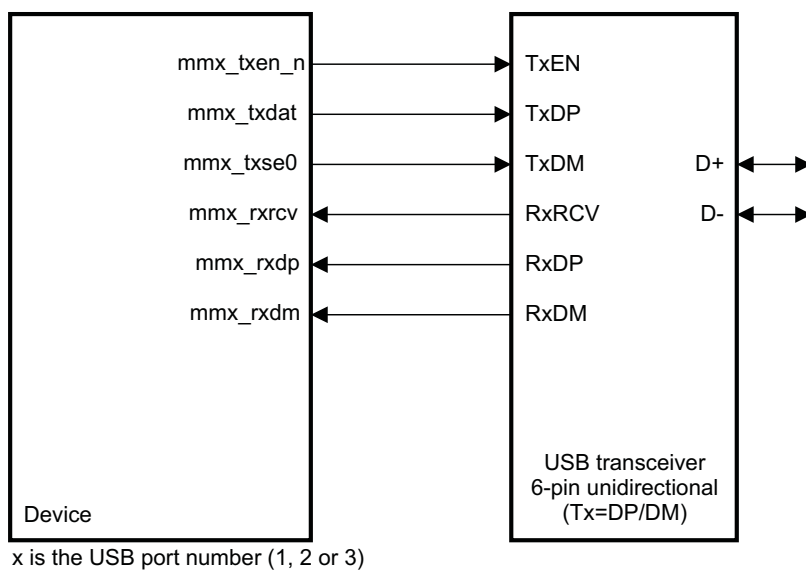 mmx_txen_n
TxEN
mmx_txdat
TxDP
mmx_txse0
TxDM
D+
mmx_rxrcv
RxRCV
D-
mmx_rxdp
RxDP
mmx_rxdm
RxDM
USB transceiver
6-pin unidirectional
(Tx=DP/DM)
Device
x is the USB port number (1, 2 or 3)